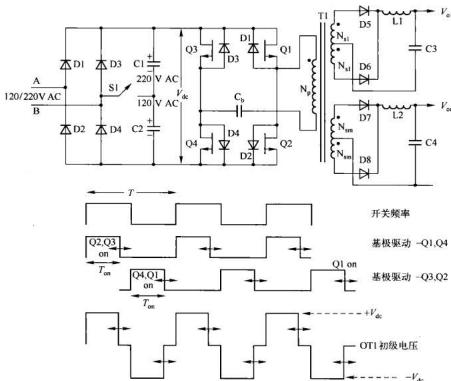 T1
D5
L1
D1
D3
C1
Q3
D3
D1
Q1
N_s1
C3
S1
220 V AC
A
120/220V AC
120 V AC
V_dc
N_p
N_s1
D6
B
C_b
D7
L2
D2
D4
C2
Q4
D4
D2
Q2
N_sm
C4
N_sm
D8
T
开关频率
Q2,Q3
on
基极驱动 -Q1,Q4
T_on
Q4,Q1
on
Q1 on
基极驱动 -Q3,Q2
T_on
+V_dc
OT1初级电压
-V_dc